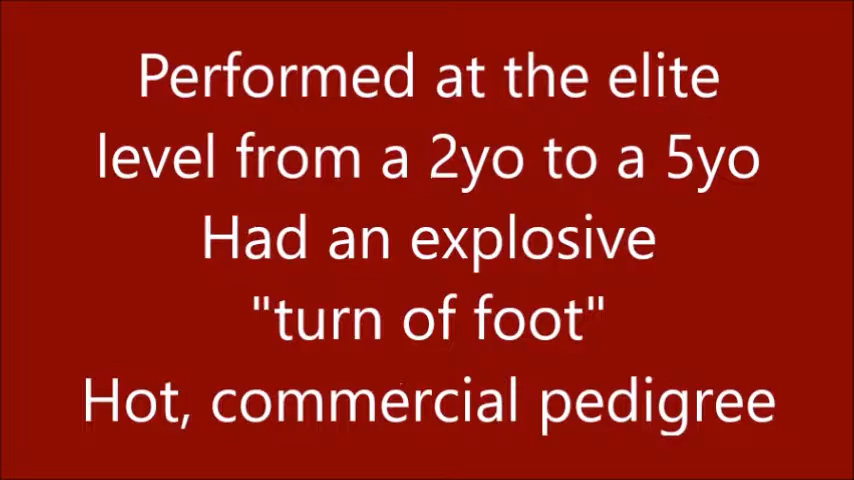 Performed at the elite
level from a 2yo to a 5yo
Had an explosive
"turn of foot"
Hot, commercial pedigree